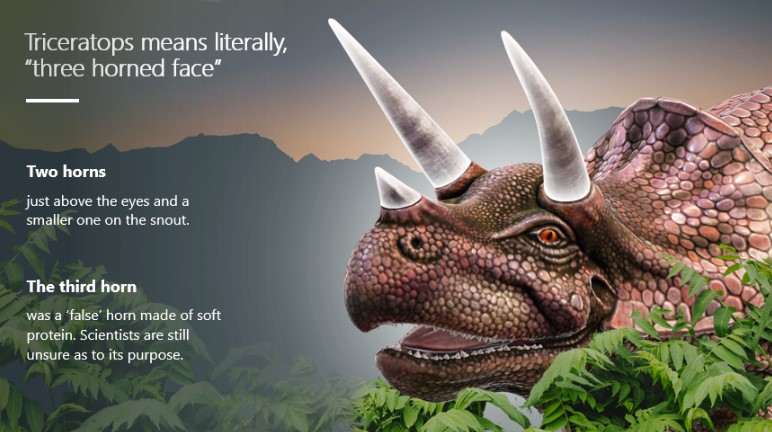 Triceratops means literally,
“three horned face”
Two horns
just above the eyes and a
smaller one on the snout.
The third horn
was a ‘false’ horn made of soft
protein. Scientists are still
unsure as to its purpose.